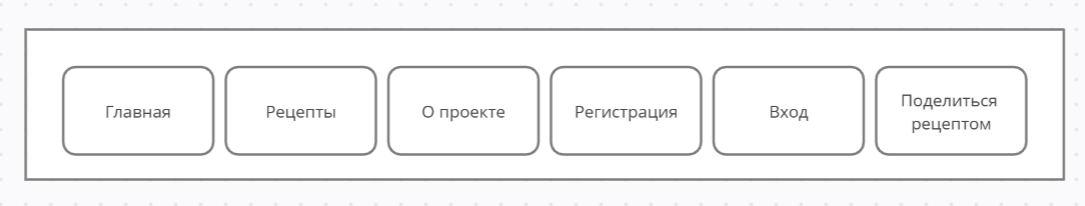 Главная
Рецепты
О проекте
Регистрация
Вход
Поделиться
рецептом